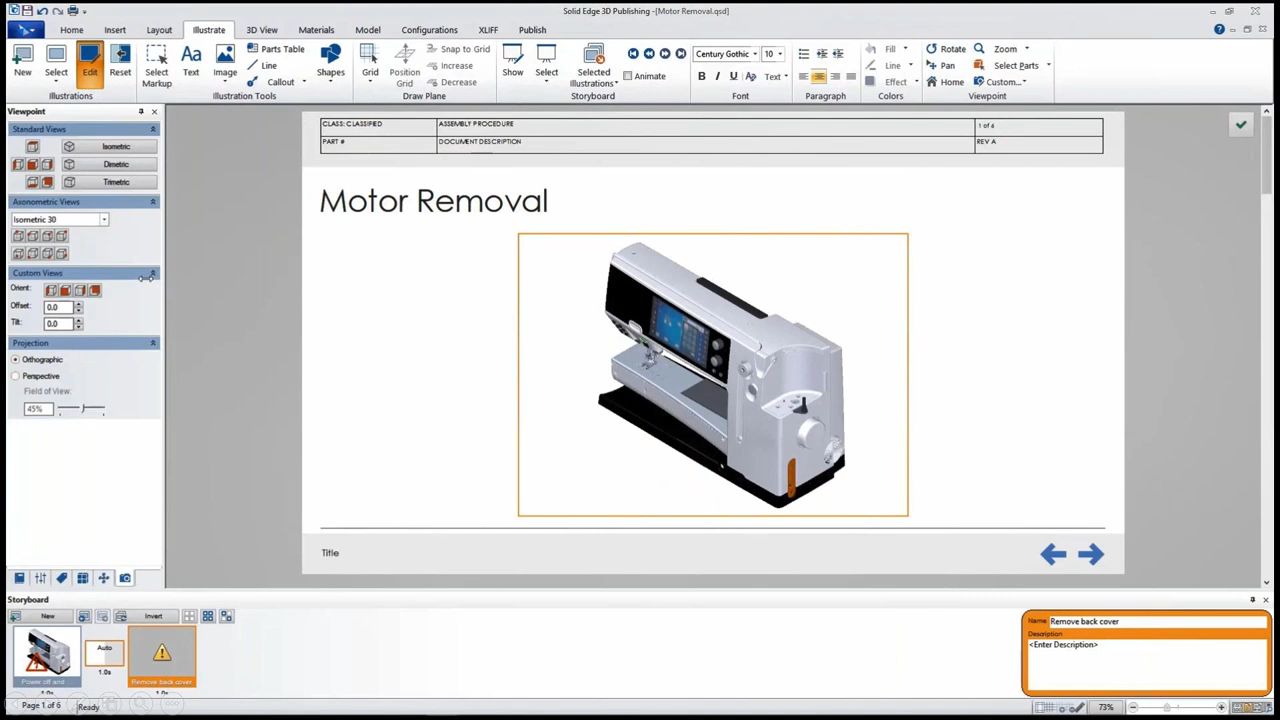 Solid Edge 3D Publishing -[Motor Removal.qsd]
Home Insert Layout Illustrate 3D View Materials Model Configurations XLIFF Publish
New Select Edit Reset Select Markup Text Image Parts Table Line Callout Shapes Grid Position Grid Snap to Grid Increase Decrease Show Select Selected Illustrations Animate Century Gothic 10 B I U Text Fill Line Effect Rotate Pan Home Zoom Select Parts Custom...
Illustrations Illustration Tools Draw Plane Storyboard Font Paragraph Colors Viewpoint
Viewpoint
Standard Views
Isometric
Dimetric
Trimetric
Axonometric Views
Isometric 30
Custom Views
Orient:
Offset: 0.0
Tilt: 0.0
Projection
Orthographic
Perspective
Field of View:
45%
CLASS: CLASSIFIED ASSEMBLY PROCEDURE 1 of 6
PART # DOCUMENT DESCRIPTION REV A
Motor Removal
Title
Storyboard
New Invert
Auto
1.0s
Power off and ...
Remove back cover
1.0s 1.0s
Name Remove back cover
Description
<Enter Description>
Page 1 of 6 Ready 73%